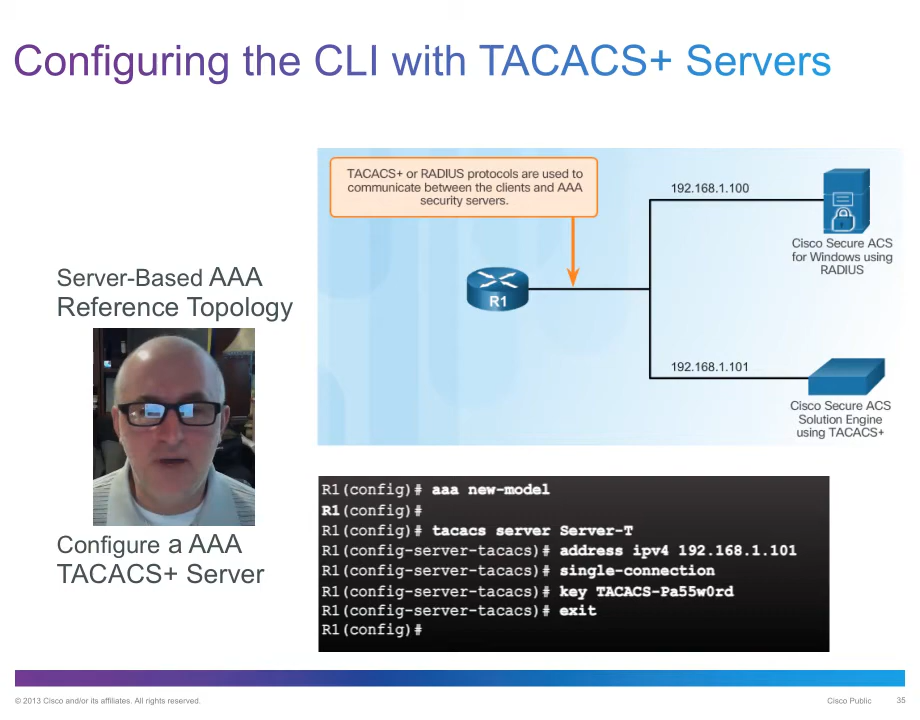 Configuring the CLI with TACACS+ Servers
TACACS+ or RADIUS protocols are used to
communicate between the clients and AAA
security servers.
192.168.1.100
Cisco Secure ACS
for Windows using
RADIUS
R1
192.168.1.101
Cisco Secure ACS
Solution Engine
using TACACS+
Server-Based AAA
Reference Topology
Configure a AAA
TACACS+ Server
R1(config)# aaa new-model
R1(config)#
R1(config)# tacacs server Server-T
R1(config-server-tacacs)# address ipv4 192.168.1.101
R1(config-server-tacacs)# single-connection
R1(config-server-tacacs)# key TACACS-Pa55w0rd
R1(config-server-tacacs)# exit
R1(config)#
© 2013 Cisco and/or its affiliates. All rights reserved.
Cisco Public
35